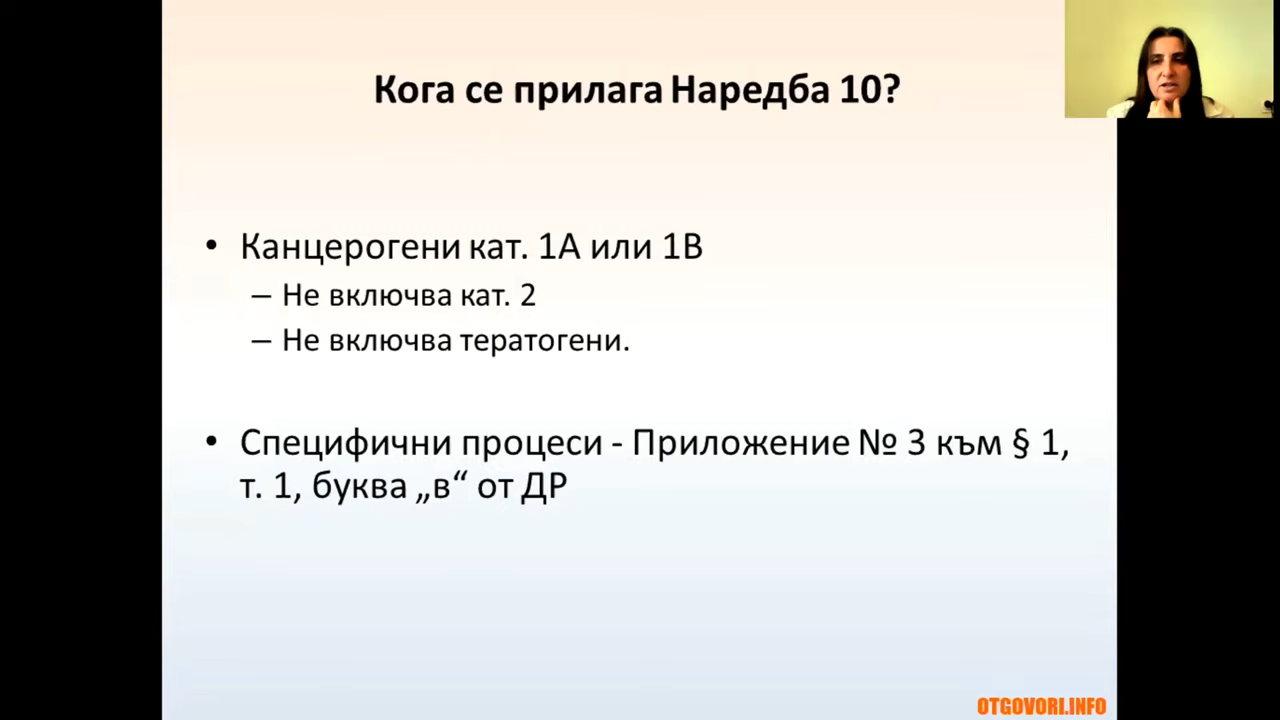 Кога се прилага Наредба 10?
• Канцерогени кат. 1А или 1В
– Не включва кат. 2
– Не включва тератогени.
• Специфични процеси - Приложение № 3 към § 1,
т. 1, буква „в“ от ДР
OTGOVORI.INFO